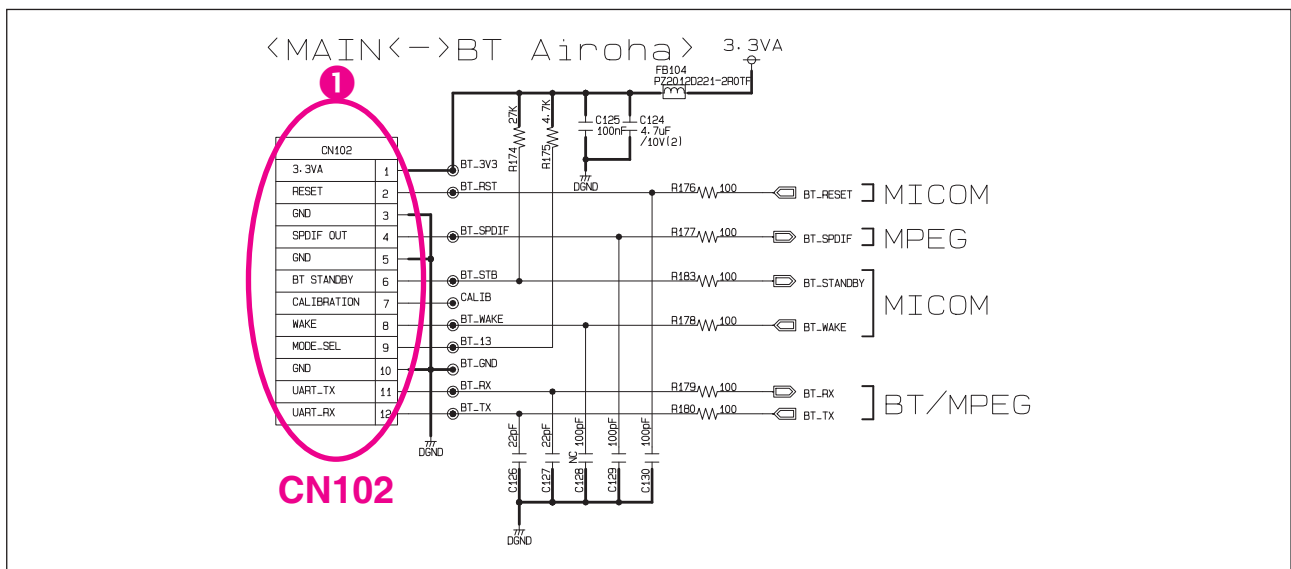 <MAIN<->BT Airoha>
3.3VA
1
FB104
PZ2012D221-2R0TF
27K
R174
4.7K
R175
C125
100nF
C124
4.7uF
/10V(2)
DGND
CN102
3.3VA 1 BT_3V3
RESET 2 BT_RST R176 100 BT_RESET MICOM
GND 3
SPDIF OUT 4 BT_SPDIF R177 100 BT_SPDIF MPEG
GND 5
BT STANDBY 6 BT_STB R183 100 BT_STANDBY
CALIBRATION 7 CALIB
MICOM
WAKE 8 BT_WAKE R178 100 BT_WAKE
MODE_SEL 9 BT_13
GND 10 BT_GND
UART_TX 11 BT_RX R179 100 BT_RX
BT/MPEG
UART_RX 12 BT_TX R180 100 BT_TX
DGND
22pF
C126
22pF
C127
100pF
NC
C128
100pF
C129
100pF
C130
DGND
CN102